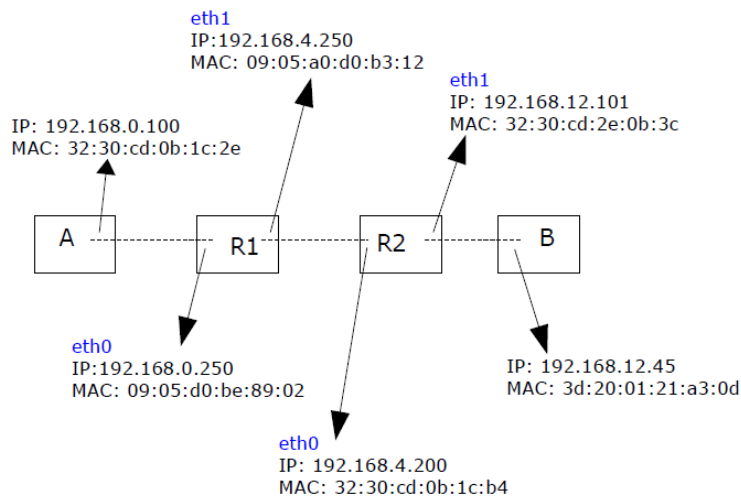 eth1
IP:192.168.4.250
MAC: 09:05:a0:d0:b3:12
eth1
IP: 192.168.12.101
MAC: 32:30:cd:2e:0b:3c
IP: 192.168.0.100
MAC: 32:30:cd:0b:1c:2e
A
R1
R2
B
eth0
IP:192.168.0.250
MAC: 09:05:d0:be:89:02
IP: 192.168.12.45
MAC: 3d:20:01:21:a3:0d
eth0
IP: 192.168.4.200
MAC: 32:30:cd:0b:1c:b4